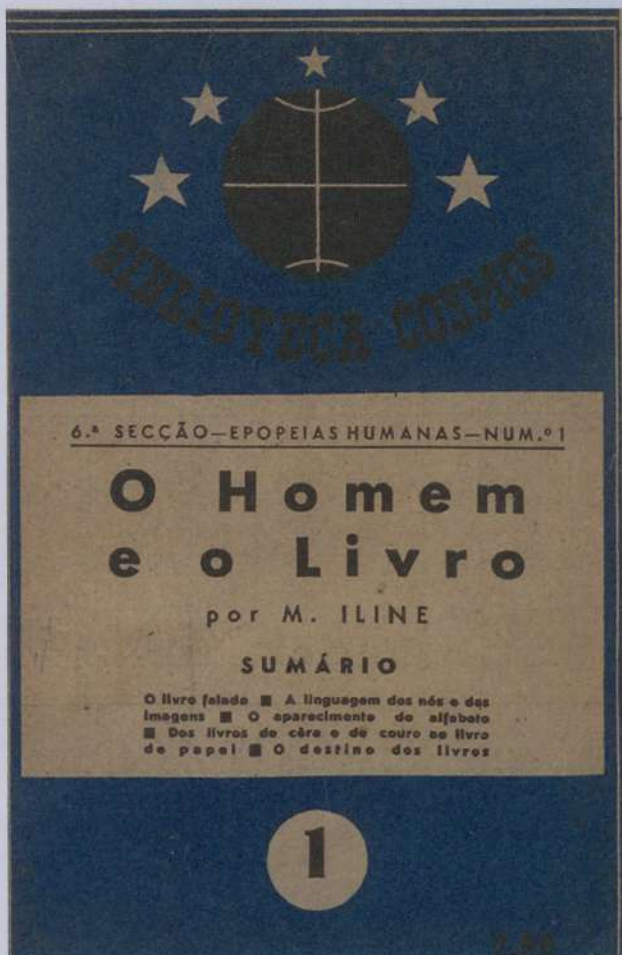 BIBLIOTECA COSMOS
6.ª SECÇÃO—EPOPEIAS HUMANAS—NUM.º 1
O Homem
e o Livro
por M. ILINE
SUMÁRIO
O livro falado ■ A linguagem dos nós e das
imagens ■ O aparecimento do alfabeto
■ Dos livros de cêra e de couro ao livro
de papel ■ O destino dos livros
1